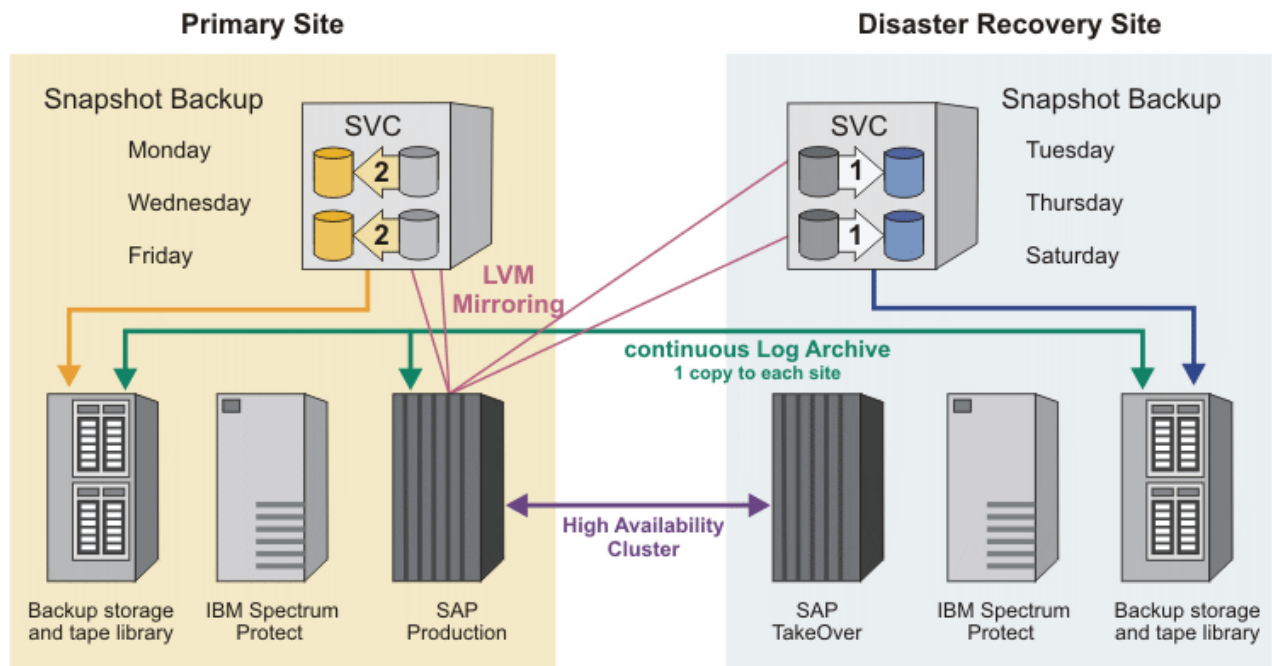 Primary Site
Disaster Recovery Site
Snapshot Backup
Monday
Wednesday
Friday
SVC
2
2
SVC
1
1
Snapshot Backup
Tuesday
Thursday
Saturday
LVM
Mirroring
continuous Log Archive
1 copy to each site
High Availability
Cluster
Backup storage
and tape library
IBM Spectrum
Protect
SAP
Production
SAP
TakeOver
IBM Spectrum
Protect
Backup storage
and tape library